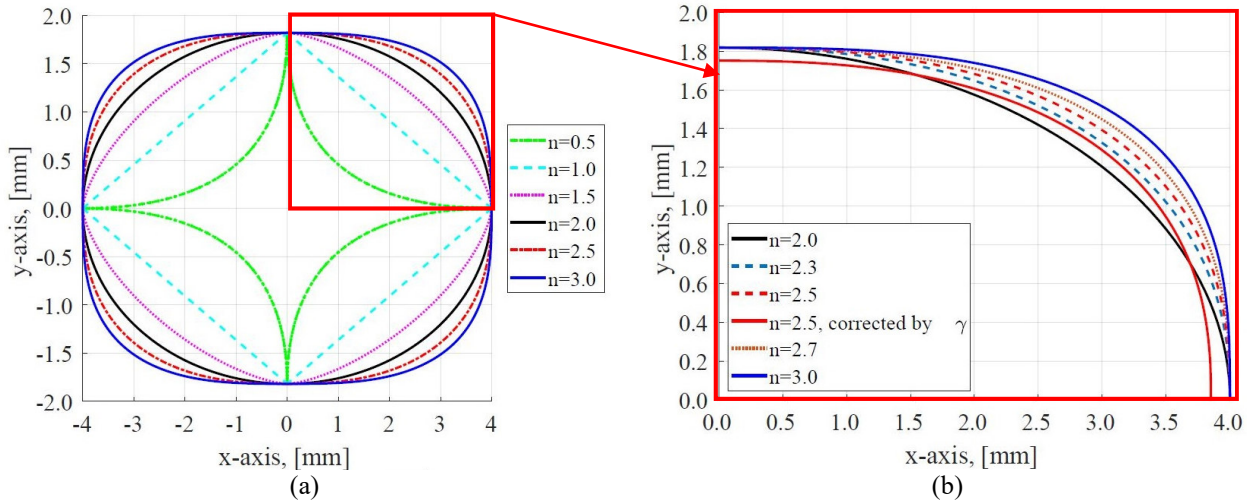 2.0
1.5
1.0
0.5
0.0
-0.5
-1.0
-1.5
-2.0
y-axis, [mm]
-4 -3 -2 -1 0 1 2 3 4
x-axis, [mm]
n=0.5
n=1.0
n=1.5
n=2.0
n=2.5
n=3.0
(a)
2.0
1.8
1.6
1.4
1.2
1.0
0.8
0.6
0.4
0.2
0.0
y-axis, [mm]
n=2.0
n=2.3
n=2.5
n=2.5, corrected by γ
n=2.7
n=3.0
0.0 0.5 1.0 1.5 2.0 2.5 3.0 3.5 4.0
x-axis, [mm]
(b)